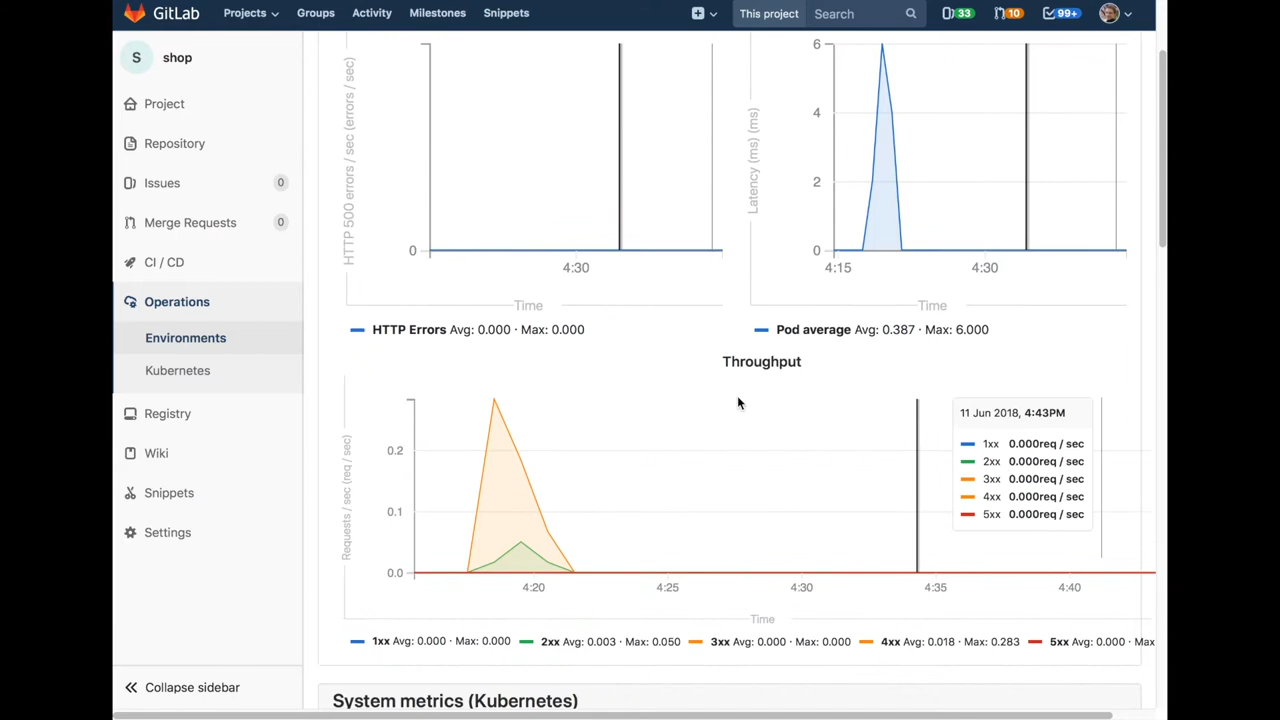 GitLab Projects Groups Activity Milestones Snippets This project Search 33 10 99+
S shop
Project
Repository
Issues 0
Merge Requests 0
CI / CD
Operations
Environments
Kubernetes
Registry
Wiki
Snippets
Settings
Collapse sidebar
HTTP 500 errors / sec (errors / sec)
0
4:30
Time
HTTP Errors Avg: 0.000 · Max: 0.000
Latency (ms) (ms)
6
4
2
0
4:15 4:30
Time
Pod average Avg: 0.387 · Max: 6.000
Throughput
Requests / sec (req / sec)
0.2
0.1
0.0
4:20 4:25 4:30 4:35 4:40
Time
11 Jun 2018, 4:43PM
1xx 0.000req / sec
2xx 0.000req / sec
3xx 0.000req / sec
4xx 0.000req / sec
5xx 0.000req / sec
1xx Avg: 0.000 · Max: 0.000 2xx Avg: 0.003 · Max: 0.050 3xx Avg: 0.000 · Max: 0.000 4xx Avg: 0.018 · Max: 0.283 5xx Avg: 0.000 · Max
System metrics (Kubernetes)